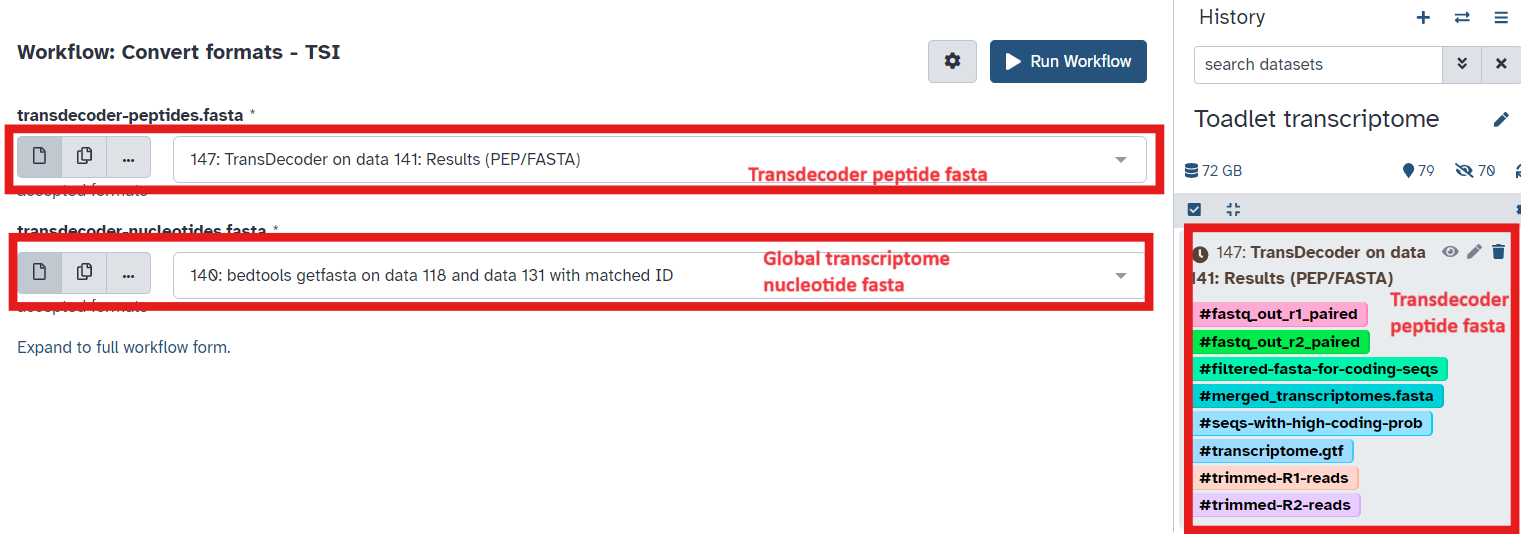 Workflow: Convert formats - TSI
Run Workflow
transdecoder-peptides.fasta *
...
147: TransDecoder on data 141: Results (PEP/FASTA)
Transdecoder peptide fasta
accepted formats
transdecoder-nucleotides.fasta *
...
140: bedtools getfasta on data 118 and data 131 with matched ID
Global transcriptome
nucleotide fasta
accepted formats
Expand to full workflow form.
History
search datasets
Toadlet transcriptome
72 GB
79
70
147: TransDecoder on data
141: Results (PEP/FASTA)
Transdecoder
peptide fasta
#fastq_out_r1_paired
#fastq_out_r2_paired
#filtered-fasta-for-coding-seqs
#merged_transcriptomes.fasta
#seqs-with-high-coding-prob
#transcriptome.gtf
#trimmed-R1-reads
#trimmed-R2-reads